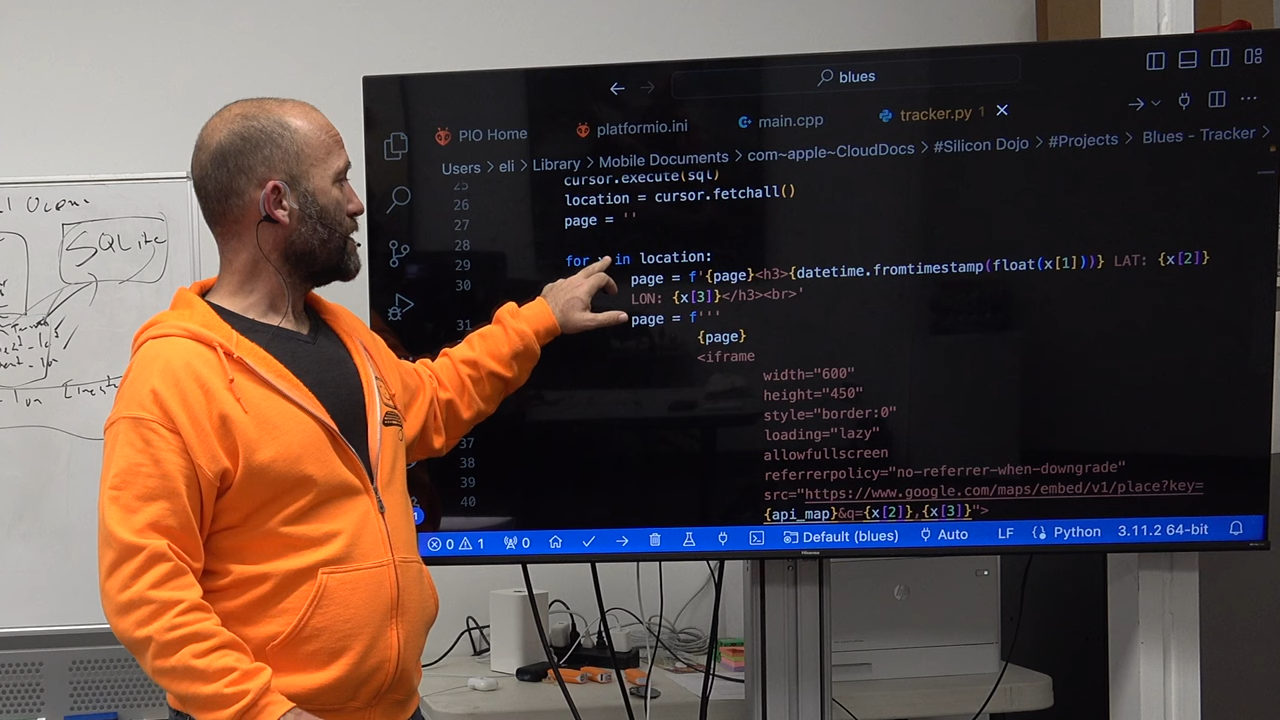 SQLite
blues
PIO Home
platformio.ini
main.cpp
tracker.py 1
Users > eli > Library > Mobile Documents > com~apple~CloudDocs > #Silicon Dojo > #Projects > Blues - Tracker >
25 cursor.execute(sql)
26 location = cursor.fetchall()
27 page = ''
28
29 for x in location:
30 page = f'{page}<h3>{datetime.fromtimestamp(float(x[1]))} LAT: {x[2]}
LON: {x[3]}</h3><br>'
31 page = f'''
{page}
<iframe
width="600"
height="450"
style="border:0"
loading="lazy"
37 allowfullscreen
38 referrerpolicy="no-referrer-when-downgrade"
39 src="https://www.google.com/maps/embed/v1/place?key=
40 {api_map}&q={x[2]},{x[3]}">
0 1 0 Default (blues) Auto LF Python 3.11.2 64-bit
Hisense